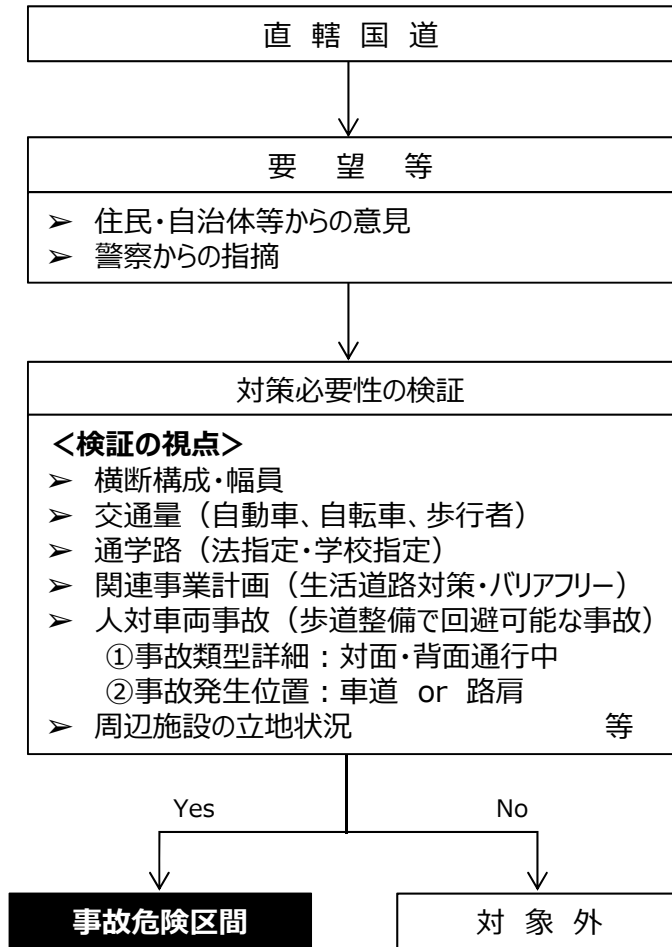 直 轄 国 道
要 望 等
➢ 住民・自治体等からの意見
➢ 警察からの指摘
対策必要性の検証
＜検証の視点＞
➢ 横断構成・幅員
➢ 交通量（自動車、自転車、歩行者）
➢ 通学路（法指定・学校指定）
➢ 関連事業計画（生活道路対策・バリアフリー）
➢ 人対車両事故（歩道整備で回避可能な事故）
①事故類型詳細：対面・背面通行中
②事故発生位置：車道 or 路肩
➢ 周辺施設の立地状況 等
Yes No
事故危険区間 対 象 外